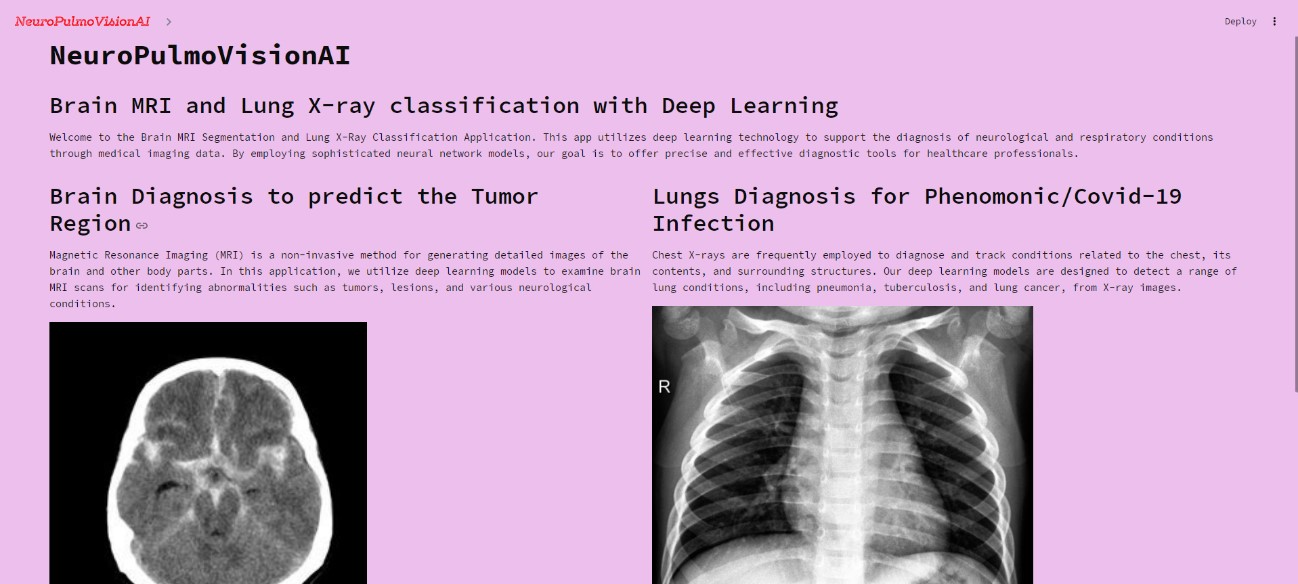 NeuroPulmoVisionAI
Deploy
NeuroPulmoVisionAI
Brain MRI and Lung X-ray classification with Deep Learning
Welcome to the Brain MRI Segmentation and Lung X-Ray Classification Application. This app utilizes deep learning technology to support the diagnosis of neurological and respiratory conditions
through medical imaging data. By employing sophisticated neural network models, our goal is to offer precise and effective diagnostic tools for healthcare professionals.
Brain Diagnosis to predict the Tumor
Region
Magnetic Resonance Imaging (MRI) is a non-invasive method for generating detailed images of the
brain and other body parts. In this application, we utilize deep learning models to examine brain
MRI scans for identifying abnormalities such as tumors, lesions, and various neurological
conditions.
Lungs Diagnosis for Phenomonic/Covid-19
Infection
Chest X-rays are frequently employed to diagnose and track conditions related to the chest, its
contents, and surrounding structures. Our deep learning models are designed to detect a range of
lung conditions, including pneumonia, tuberculosis, and lung cancer, from X-ray images.
R